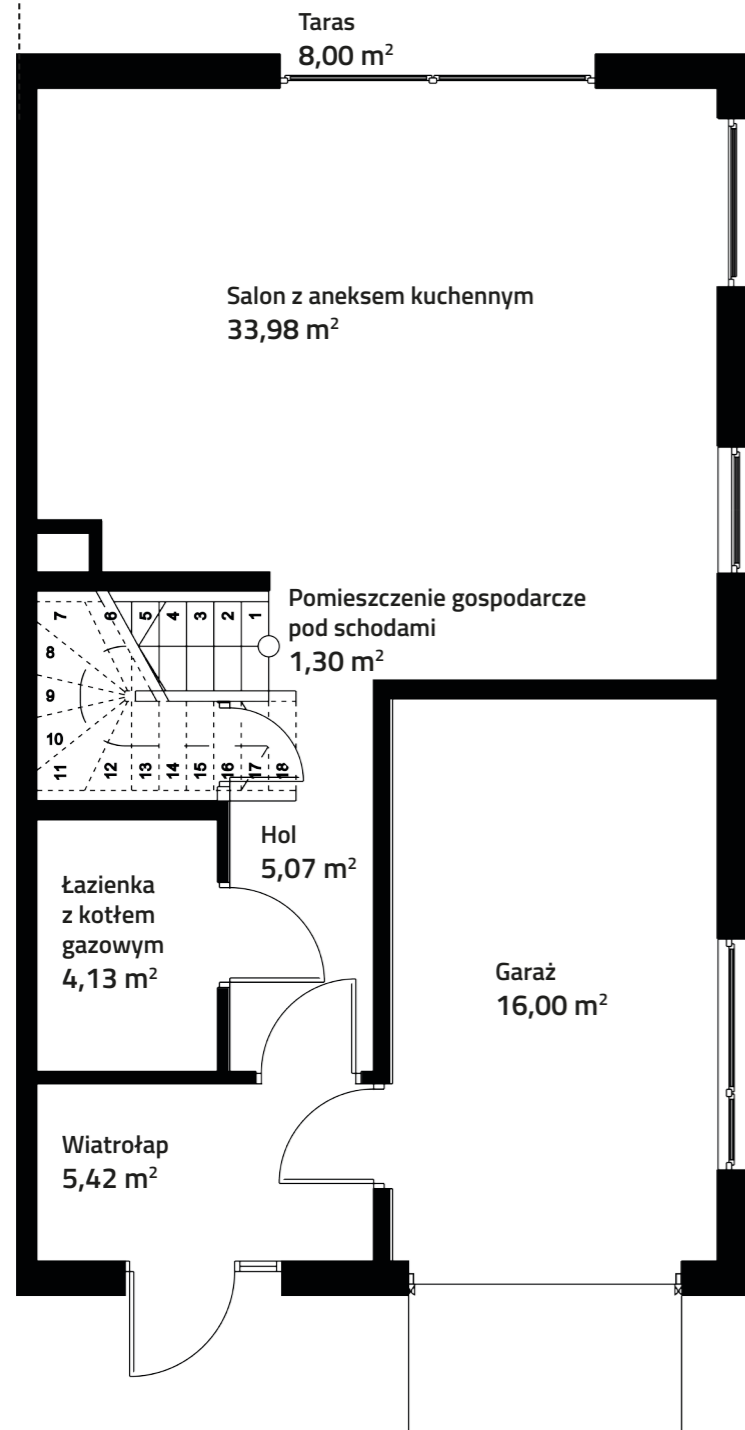 Taras
8,00 m²
Salon z aneksem kuchennym
33,98 m²
Pomieszczenie gospodarcze
pod schodami
1,30 m²
7 6 5 4 3 2 1
8
9
10
11 12 13 14 15 16 17 18
Hol
5,07 m²
Łazienka
z kotłem
gazowym
4,13 m²
Garaż
16,00 m²
Wiatrołap
5,42 m²